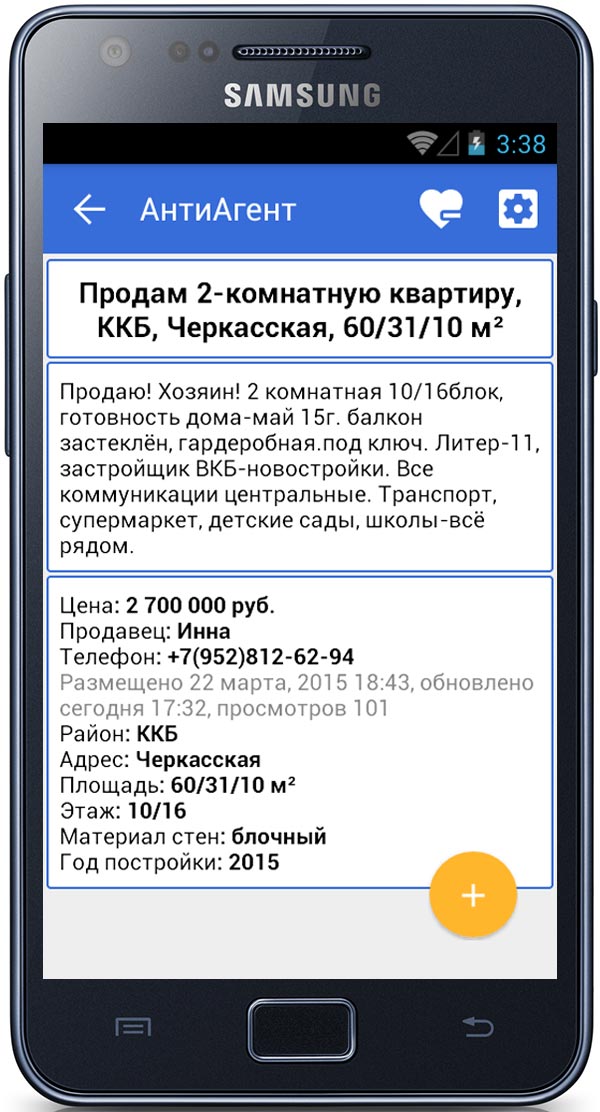 SAMSUNG
3:38
АнтиАгент
Продам 2-комнатную квартиру,
ККБ, Черкасская, 60/31/10 м²
Продаю! Хозяин! 2 комнатная 10/16блок,
готовность дома-май 15г. балкон
застеклён, гардеробная.под ключ. Литер-11,
застройщик ВКБ-новостройки. Все
коммуникации центральные. Транспорт,
супермаркет, детские сады, школы-всё
рядом.
Цена: 2 700 000 руб.
Продавец: Инна
Телефон: +7(952)812-62-94
Размещено 22 марта, 2015 18:43, обновлено
сегодня 17:32, просмотров 101
Район: ККБ
Адрес: Черкасская
Площадь: 60/31/10 м²
Этаж: 10/16
Материал стен: блочный
Год постройки: 2015
+